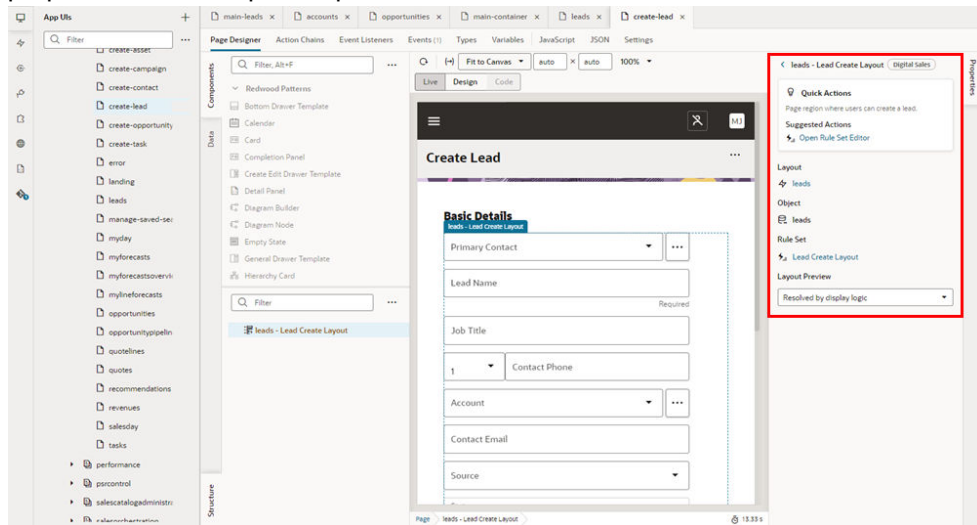 App UIs
Filter
create-asset
create-campaign
create-contact
create-lead
create-opportunity
create-task
error
landing
leads
manage-saved-sea
myday
myforecasts
myforecastsovervi
mylineforecasts
opportunities
opportunitypipelin
quotelines
quotes
recommendations
revenues
salesday
tasks
performance
psrcontrol
salescatalogadministr
salesorchestration
main-leads ×
accounts ×
opportunities ×
main-container ×
leads ×
create-lead ×
Page Designer Action Chains Event Listeners Events (1) Types Variables JavaScript JSON Settings
Components
Data
Structure
Filter, Alt+F
Redwood Patterns
Bottom Drawer Template
Calendar
Card
Completion Panel
Create Edit Drawer Template
Detail Panel
Diagram Builder
Diagram Node
Empty State
General Drawer Template
Hierarchy Card
Filter
leads - Lead Create Layout
Fit to Canvas auto × auto 100%
Live Design Code
MJ
Create Lead
Basic Details
leads - Lead Create Layout
Primary Contact
Lead Name
Required
Job Title
1 Contact Phone
Account
Contact Email
Source
Page leads - Lead Create Layout
13.33 s
leads - Lead Create Layout Digital Sales
Quick Actions
Page region where users can create a lead.
Suggested Actions
Open Rule Set Editor
Layout
leads
Object
leads
Rule Set
Lead Create Layout
Layout Preview
Resolved by display logic
Properties